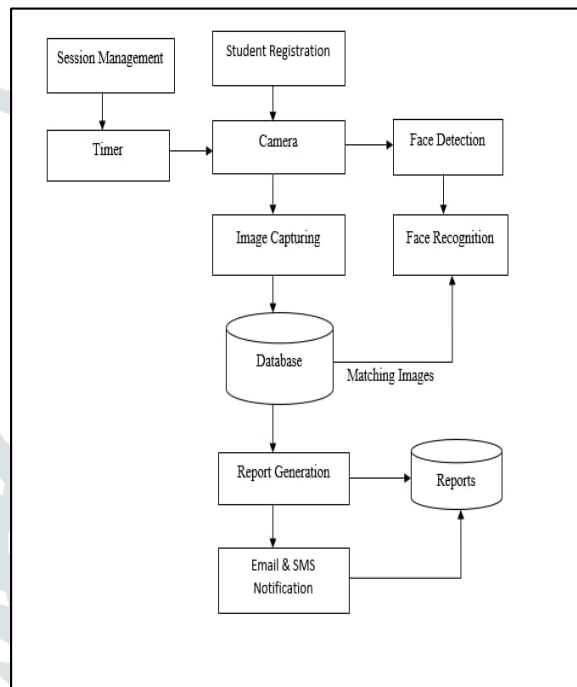 Session Management
Student Registration
Timer
Camera
Face Detection
Image Capturing
Face Recognition
Database
Matching Images
Report Generation
Reports
Email & SMS
Notification